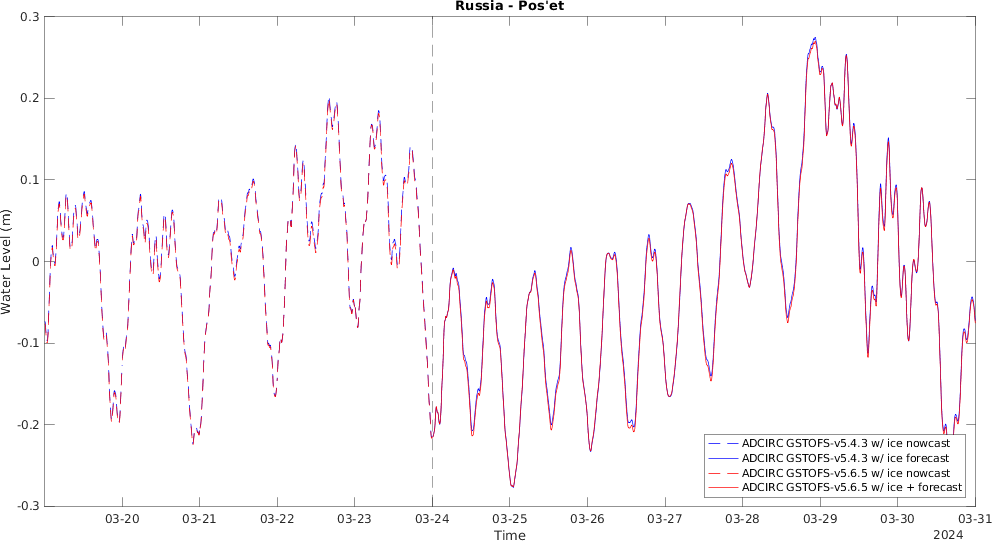 Russia - Pos'et
0.3
0.2
0.1
0
-0.1
-0.2
-0.3
Water Level (m)
ADCIRC GSTOFS-v5.4.3 w/ ice nowcast
ADCIRC GSTOFS-v5.4.3 w/ ice forecast
ADCIRC GSTOFS-v5.6.5 w/ ice nowcast
ADCIRC GSTOFS-v5.6.5 w/ ice + forecast
03-20 03-21 03-22 03-23 03-24 03-25 03-26 03-27 03-28 03-29 03-30 03-31
Time
2024